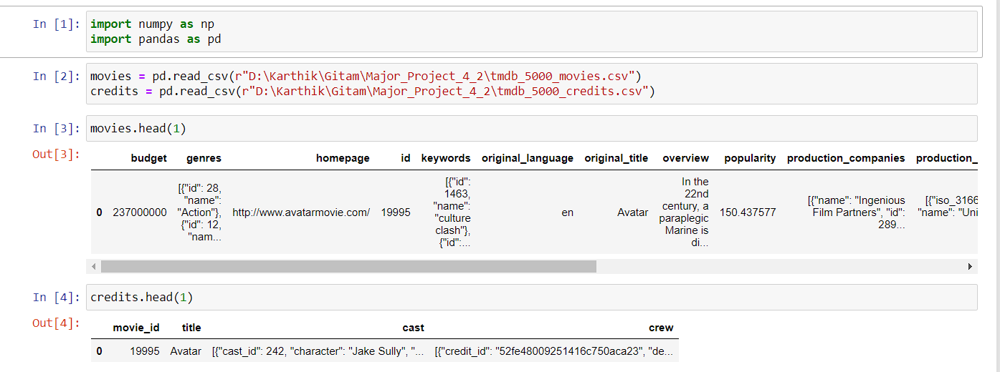 In [1]: import numpy as np
import pandas as pd
In [2]: movies = pd.read_csv(r"D:\Karthik\Gitam\Major_Project_4_2\tmdb_5000_movies.csv")
credits = pd.read_csv(r"D:\Karthik\Gitam\Major_Project_4_2\tmdb_5000_credits.csv")
In [3]: movies.head(1)
Out[3]:
budget genres homepage id keywords original_language original_title overview popularity production_companies production_
0 237000000 [{"id": 28,
"name":
"Action"},
{"id": 12,
"nam...
http://www.avatarmovie.com/ 19995 [{"id":
1463,
"name":
"culture
clash"},
{"id":...
en Avatar In the
22nd
century, a
paraplegic
Marine is
di...
150.437577 [{"name": "Ingenious
Film Partners", "id":
289...
[{"iso_3166
"name": "Uni
In [4]: credits.head(1)
Out[4]:
movie_id title cast crew
0 19995 Avatar [{"cast_id": 242, "character": "Jake Sully", "... [{"credit_id": "52fe48009251416c750aca23", "de...